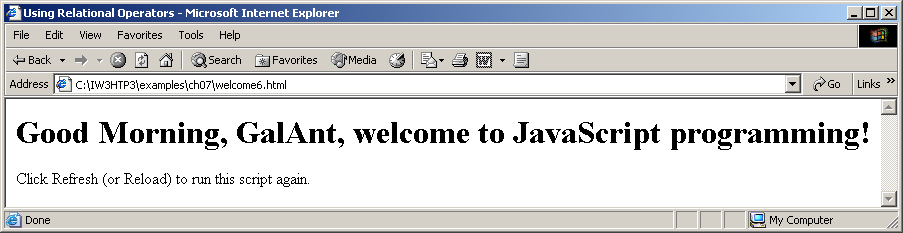 Using Relational Operators - Microsoft Internet Explorer
File Edit View Favorites Tools Help
Back Search Favorites Media
Address C:\IW3HTP3\examples\ch07\welcome6.html Go Links »
Good Morning, GalAnt, welcome to JavaScript programming!
Click Refresh (or Reload) to run this script again.
Done My Computer